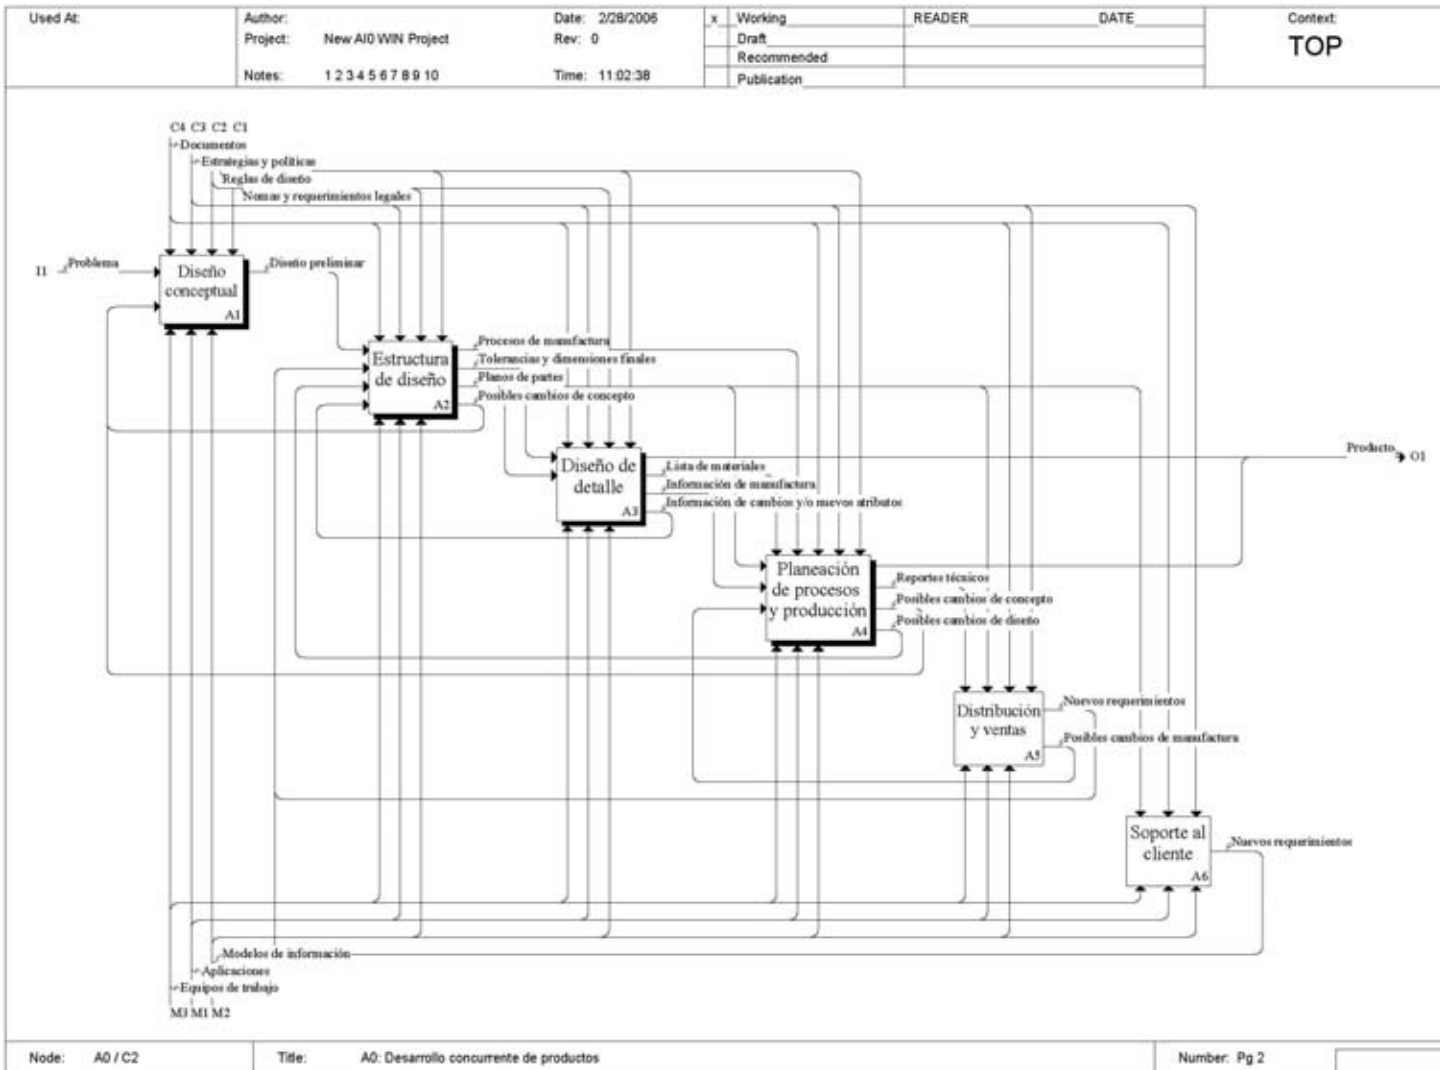 Used At:
Author:
Date: 2/28/2006
x Working
READER
DATE
Context:
Project: New AI0 WIN Project
Rev: 0
Draft
TOP
Recommended
Notes: 1 2 3 4 5 6 7 8 9 10
Time: 11:02:38
Publication
C4 C3 C2 C1
Documentos
Estrategias y políticas
Reglas de diseño
Nomas y requerimientos legales
I1
Problema
Diseño
conceptual
A1
Diseño preliminar
Estructura
de diseño
A2
Procesos de manufactura
Tolerancias y dimensiones finales
Planos de partes
Posibles cambios de concepto
Diseño de
detalle
A3
Lista de materiales
Información de manufactura
Información de cambios y/o nuevos atributos
Producto
O1
Planeación
de procesos
y producción
A4
Reportes técnicos
Posibles cambios de concepto
Posibles cambios de diseño
Distribución
y ventas
A5
Nuevos requerimientos
Posibles cambios de manufactura
Soporte al
cliente
A6
Nuevos requerimientos
Modelos de información
Aplicaciones
Equipos de trabajo
M3 M1 M2
Node: A0 / C2
Title: A0: Desarrollo concurrente de productos
Number: Pg 2